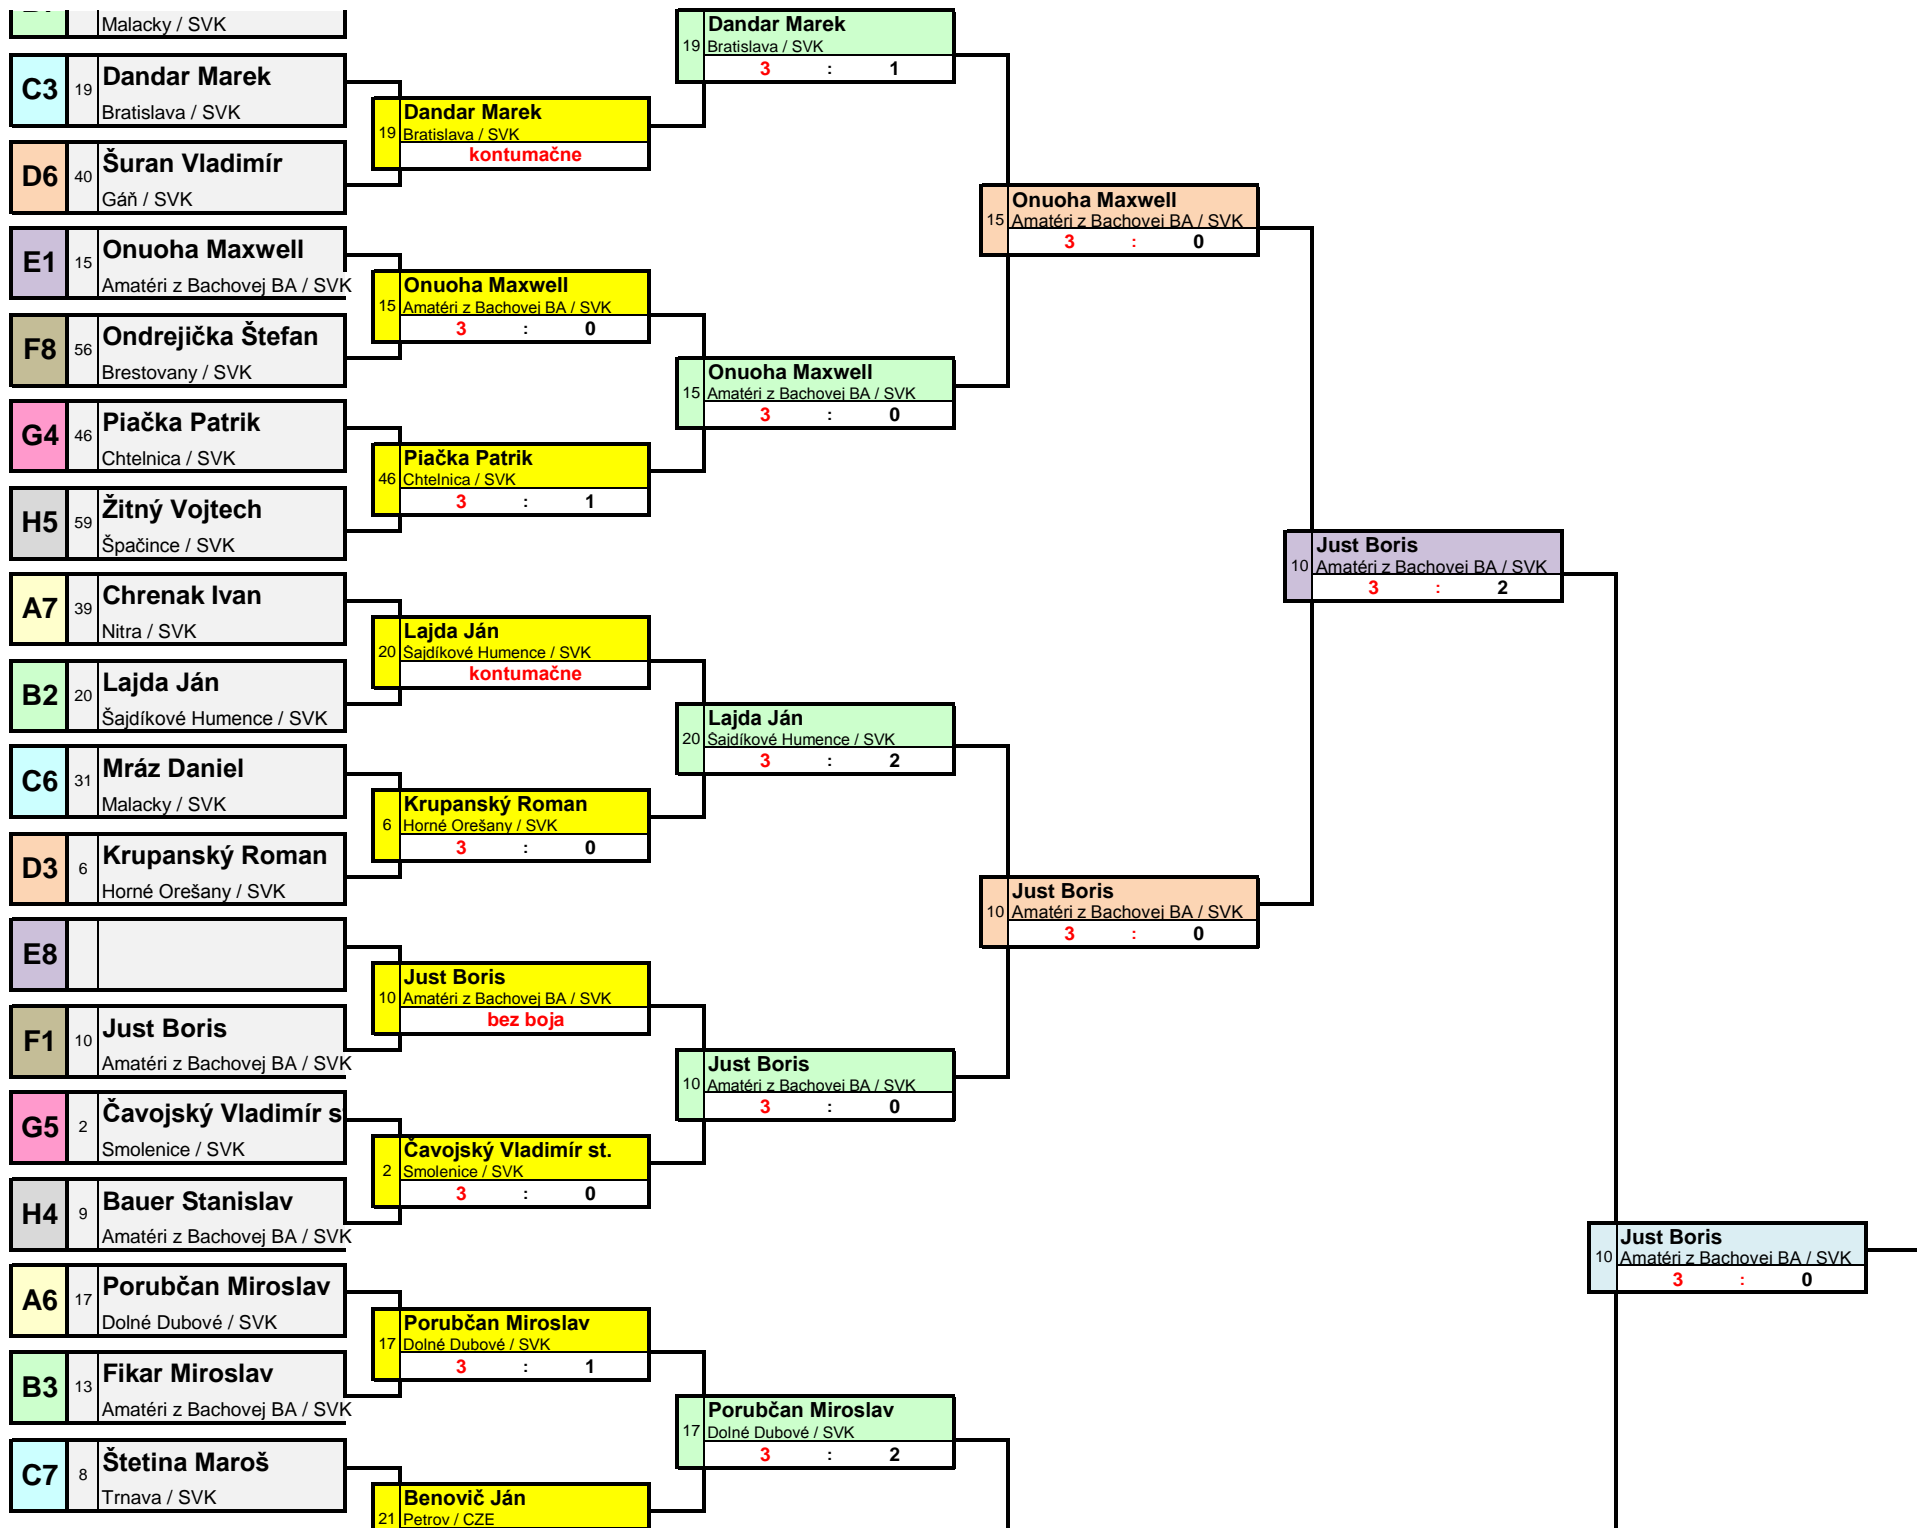 Malacky / SVK
C3 19 Dandar Marek
Bratislava / SVK
D6 40 Šuran Vladimír
Gáň / SVK
E1 15 Onuoha Maxwell
Amatéri z Bachovej BA / SVK
F8 56 Ondrejička Štefan
Brestovany / SVK
G4 46 Piačka Patrik
Chtelnica / SVK
H5 59 Žitný Vojtech
Špačince / SVK
A7 39 Chrenak Ivan
Nitra / SVK
B2 20 Lajda Ján
Šajdíkové Humence / SVK
C6 31 Mráz Daniel
Malacky / SVK
D3 6 Krupanský Roman
Horné Orešany / SVK
E8
F1 10 Just Boris
Amatéri z Bachovej BA / SVK
G5 2 Čavojský Vladimír s
Smolenice / SVK
H4 9 Bauer Stanislav
Amatéri z Bachovej BA / SVK
A6 17 Porubčan Miroslav
Dolné Dubové / SVK
B3 13 Fikar Miroslav
Amatéri z Bachovej BA / SVK
C7 8 Štetina Maroš
Trnava / SVK
19 Dandar Marek
Bratislava / SVK
kontumačne
15 Onuoha Maxwell
Amatéri z Bachovej BA / SVK
3 : 0
46 Piačka Patrik
Chtelnica / SVK
3 : 1
20 Lajda Ján
Šajdíkové Humence / SVK
kontumačne
6 Krupanský Roman
Horné Orešany / SVK
3 : 0
10 Just Boris
Amatéri z Bachovej BA / SVK
bez boja
2 Čavojský Vladimír st.
Smolenice / SVK
3 : 0
17 Porubčan Miroslav
Dolné Dubové / SVK
3 : 1
21 Benovič Ján
Petrov / CZE
19 Dandar Marek
Bratislava / SVK
3 : 1
15 Onuoha Maxwell
Amatéri z Bachovej BA / SVK
3 : 0
20 Lajda Ján
Šajdíkové Humence / SVK
3 : 2
10 Just Boris
Amatéri z Bachovej BA / SVK
3 : 0
17 Porubčan Miroslav
Dolné Dubové / SVK
3 : 2
15 Onuoha Maxwell
Amatéri z Bachovej BA / SVK
3 : 0
10 Just Boris
Amatéri z Bachovej BA / SVK
3 : 0
10 Just Boris
Amatéri z Bachovej BA / SVK
3 : 2
10 Just Boris
Amatéri z Bachovej BA / SVK
3 : 0